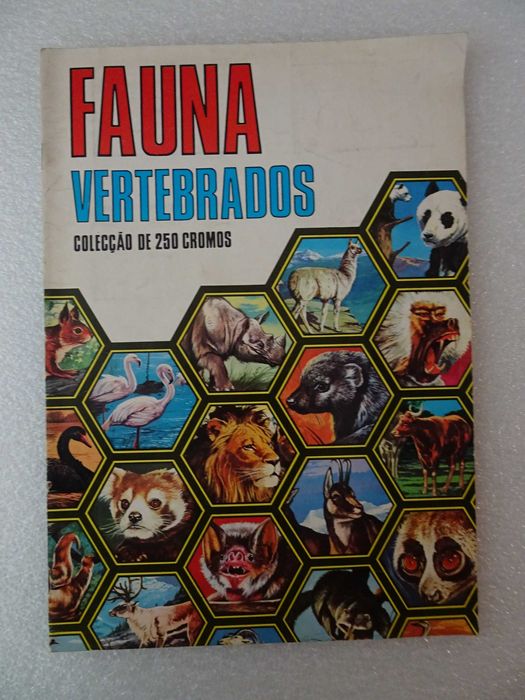 FAUNA
VERTEBRADOS
COLECÇÃO DE 250 CROMOS